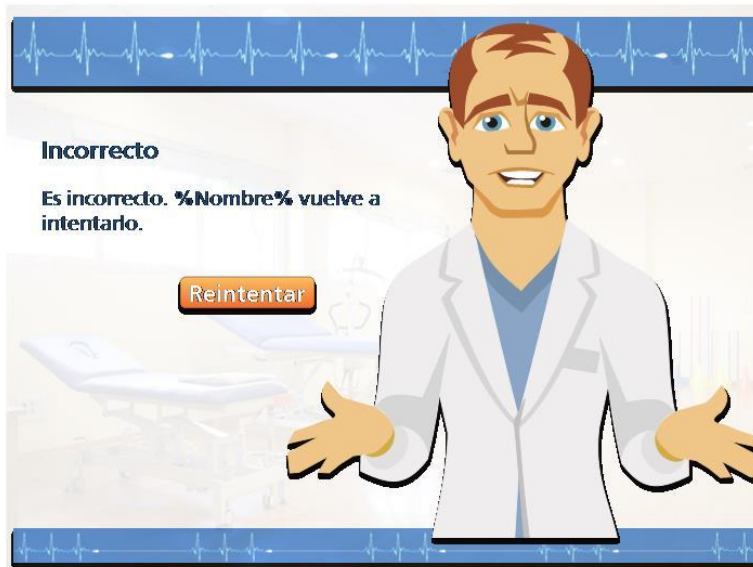 Incorrecto
Es incorrecto. %Nombre% vuelve a
intentarlo.
Reintentar